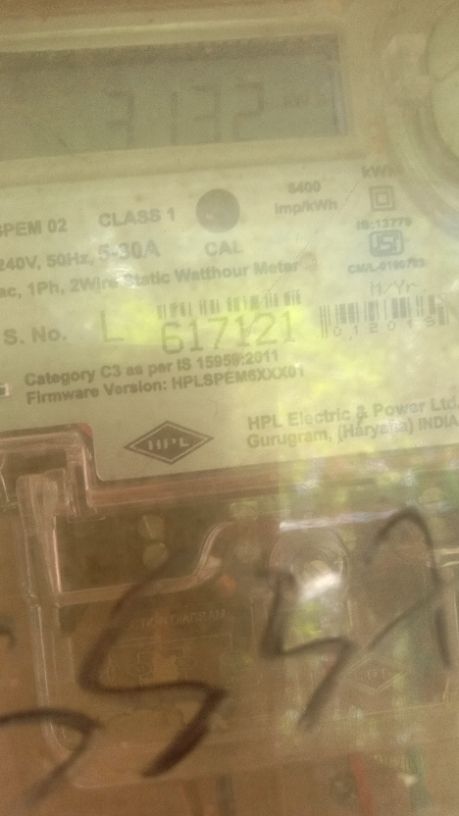 3132
kWh
SPEM 02 CLASS 1 6400 imp/kWh
IS:13779
240V, 50Hz, 5-30A CAL
ac, 1Ph, 2Wire Static Watthour Meter
M/Yr
S. No. L 617121
Category C3 as per IS 15959:2011
Firmware Version: HPLSPEM6XXX01
HPL
HPL Electric & Power Ltd.
Gurugram, (Haryana) INDIA
HPL